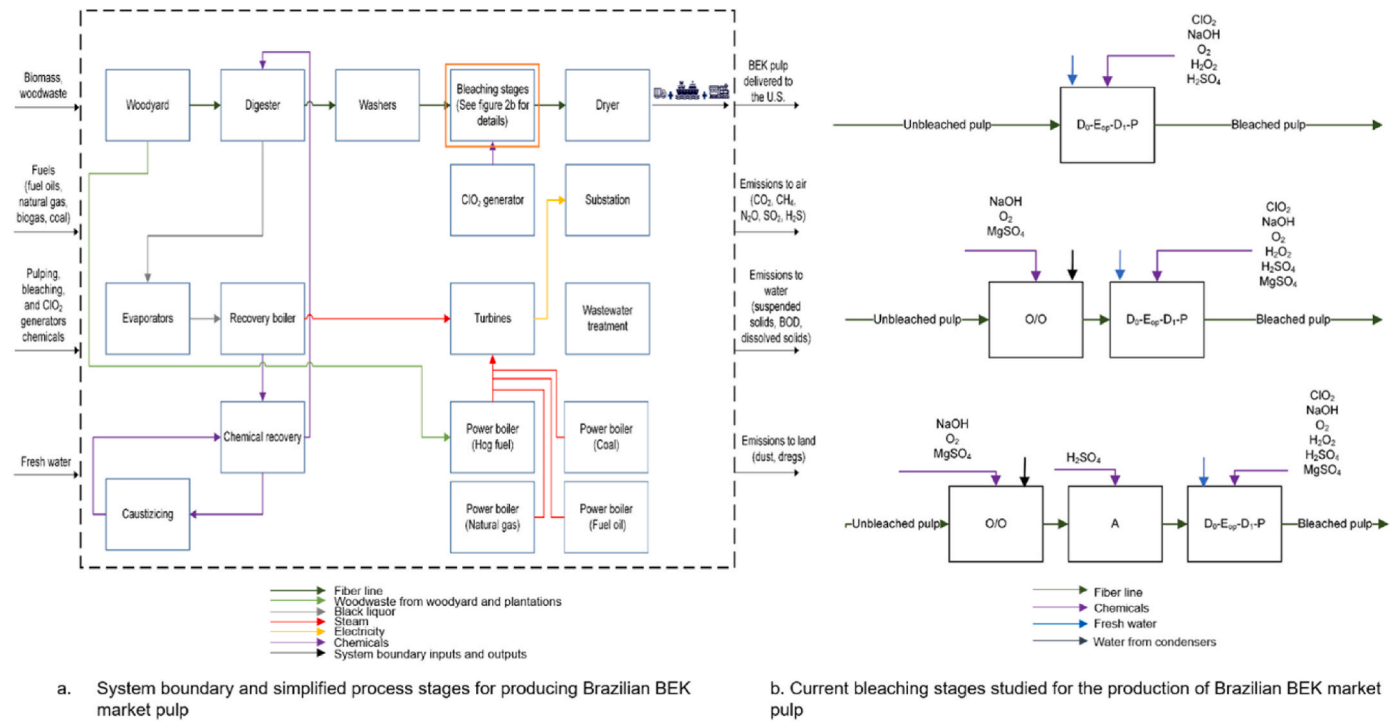 Biomass,
woodwaste
Fuels
(fuel oils,
natural gas,
biogas, coal)
Pulping,
bleaching,
and ClO₂
generators
chemicals
Fresh water
Woodyard
Digester
Washers
Bleaching stages
(See figure 2b for
details)
Dryer
ClO₂ generator
Substation
Evaporators
Recovery boiler
Turbines
Wastewater
treatment
Chemical recovery
Power boiler
(Hog fuel)
Power boiler
(Coal)
Caustizicing
Power boiler
(Natural gas)
Power boiler
(Fuel oil)
BEK pulp
delivered to
the U.S.
Emissions to air
(CO₂, CH₄,
N₂O, SO₂, H₂S)
Emissions to
water
(suspended
solids, BOD,
dissolved solids)
Emissions to land
(dust, dregs)
Fiber line
Woodwaste from woodyard and plantations
Black liquor
Steam
Electricity
Chemicals
System boundary inputs and outputs
a. System boundary and simplified process stages for producing Brazilian BEK
market pulp
ClO₂
NaOH
O₂
H₂O₂
H₂SO₄
Unbleached pulp
D₀-Eₒₚ-D₁-P
Bleached pulp
NaOH
O₂
MgSO₄
ClO₂
NaOH
O₂
H₂O₂
H₂SO₄
MgSO₄
Unbleached pulp
O/O
D₀-Eₒₚ-D₁-P
Bleached pulp
NaOH
O₂
MgSO₄
H₂SO₄
ClO₂
NaOH
O₂
H₂O₂
H₂SO₄
MgSO₄
Unbleached pulp
O/O
A
D₀-Eₒₚ-D₁-P
Bleached pulp
Fiber line
Chemicals
Fresh water
Water from condensers
b. Current bleaching stages studied for the production of Brazilian BEK market
pulp